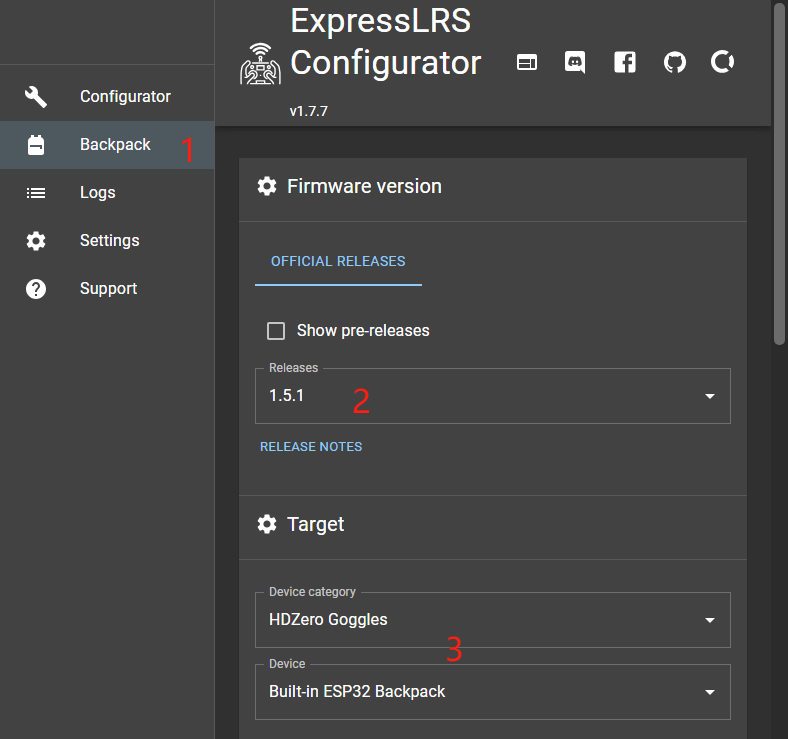 ExpressLRS
Configurator
v1.7.7
Configurator
Backpack 1
Logs
Settings
Support
Firmware version
OFFICIAL RELEASES
Show pre-releases
Releases
1.5.1 2
RELEASE NOTES
Target
Device category
HDZero Goggles
3
Device
Built-in ESP32 Backpack